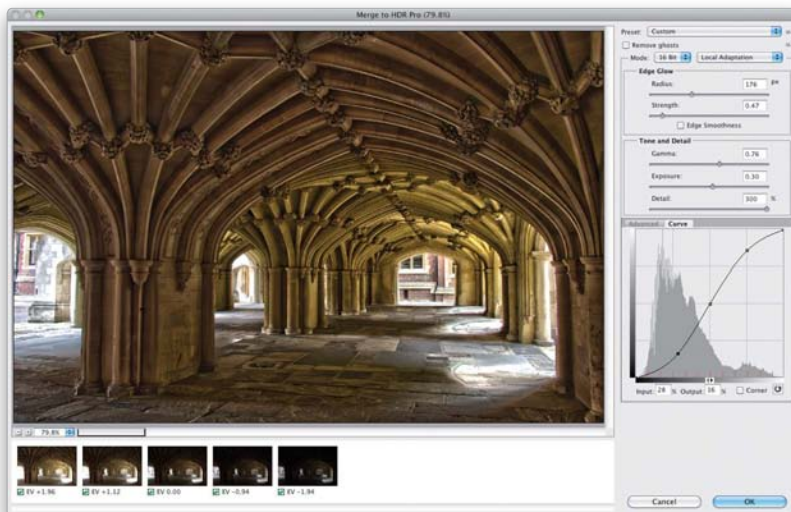 Merge to HDR Pro (79.8%)
Preset: Custom
Remove ghosts
Mode: 16 Bit Local Adaptation
Edge Glow
Radius: 176 px
Strength: 0.47
Edge Smoothness
Tone and Detail
Gamma: 0.76
Exposure: 0.30
Detail: 300 %
Advanced Curve
Input: 28 % Output: 16 % Corner
79.8%
EV +1.96 EV +1.12 EV 0.00 EV -0.94 EV -1.94
Cancel OK